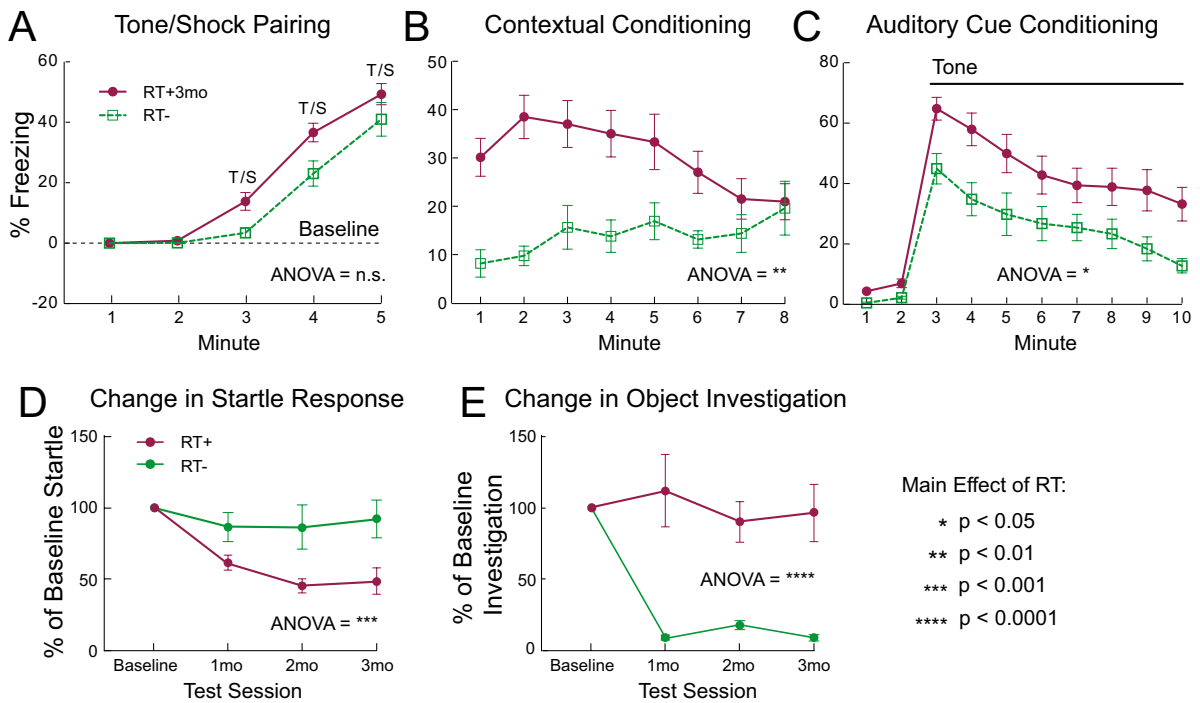 A Tone/Shock Pairing
% Freezing
60
40
20
0
-20
RT+3mo
RT-
T/S
T/S
T/S
Baseline
ANOVA = n.s.
1 2 3 4 5
Minute
B Contextual Conditioning
50
40
30
20
10
0
ANOVA = **
1 2 3 4 5 6 7 8
Minute
C Auditory Cue Conditioning
Tone
80
60
40
20
0
ANOVA = *
1 2 3 4 5 6 7 8 9 10
Minute
D Change in Startle Response
% of Baseline Startle
150
100
50
0
RT+
RT-
ANOVA = ***
Baseline 1mo 2mo 3mo
Test Session
E Change in Object Investigation
% of Baseline
Investigation
150
100
50
0
ANOVA = ****
Baseline 1mo 2mo 3mo
Test Session
Main Effect of RT:
* p < 0.05
** p < 0.01
*** p < 0.001
**** p < 0.0001